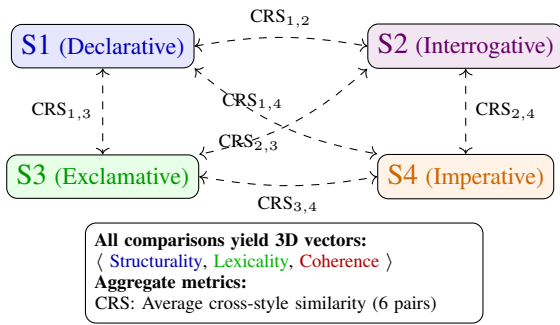 CRS1,2
S1 (Declarative)
S2 (Interrogative)
CRS1,3
CRS1,4
CRS2,4
CRS2,3
S3 (Exclamative)
S4 (Imperative)
CRS3,4
All comparisons yield 3D vectors:
⟨ Structurality, Lexicality, Coherence ⟩
Aggregate metrics:
CRS: Average cross-style similarity (6 pairs)